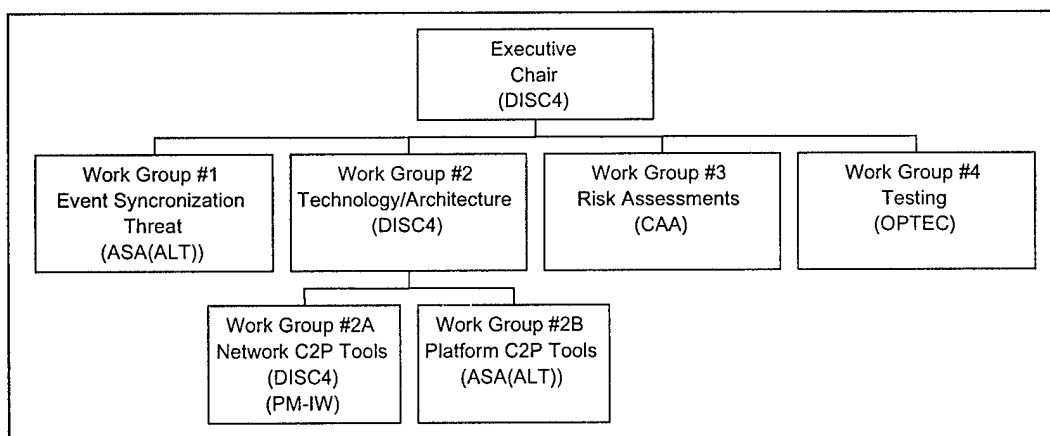 Executive
Chair
(DISC4)
Work Group #1
Event Syncronization
Threat
(ASA(ALT))
Work Group #2
Technology/Architecture
(DISC4)
Work Group #3
Risk Assessments
(CAA)
Work Group #4
Testing
(OPTEC)
Work Group #2A
Network C2P Tools
(DISC4)
(PM-IW)
Work Group #2B
Platform C2P Tools
(ASA(ALT))